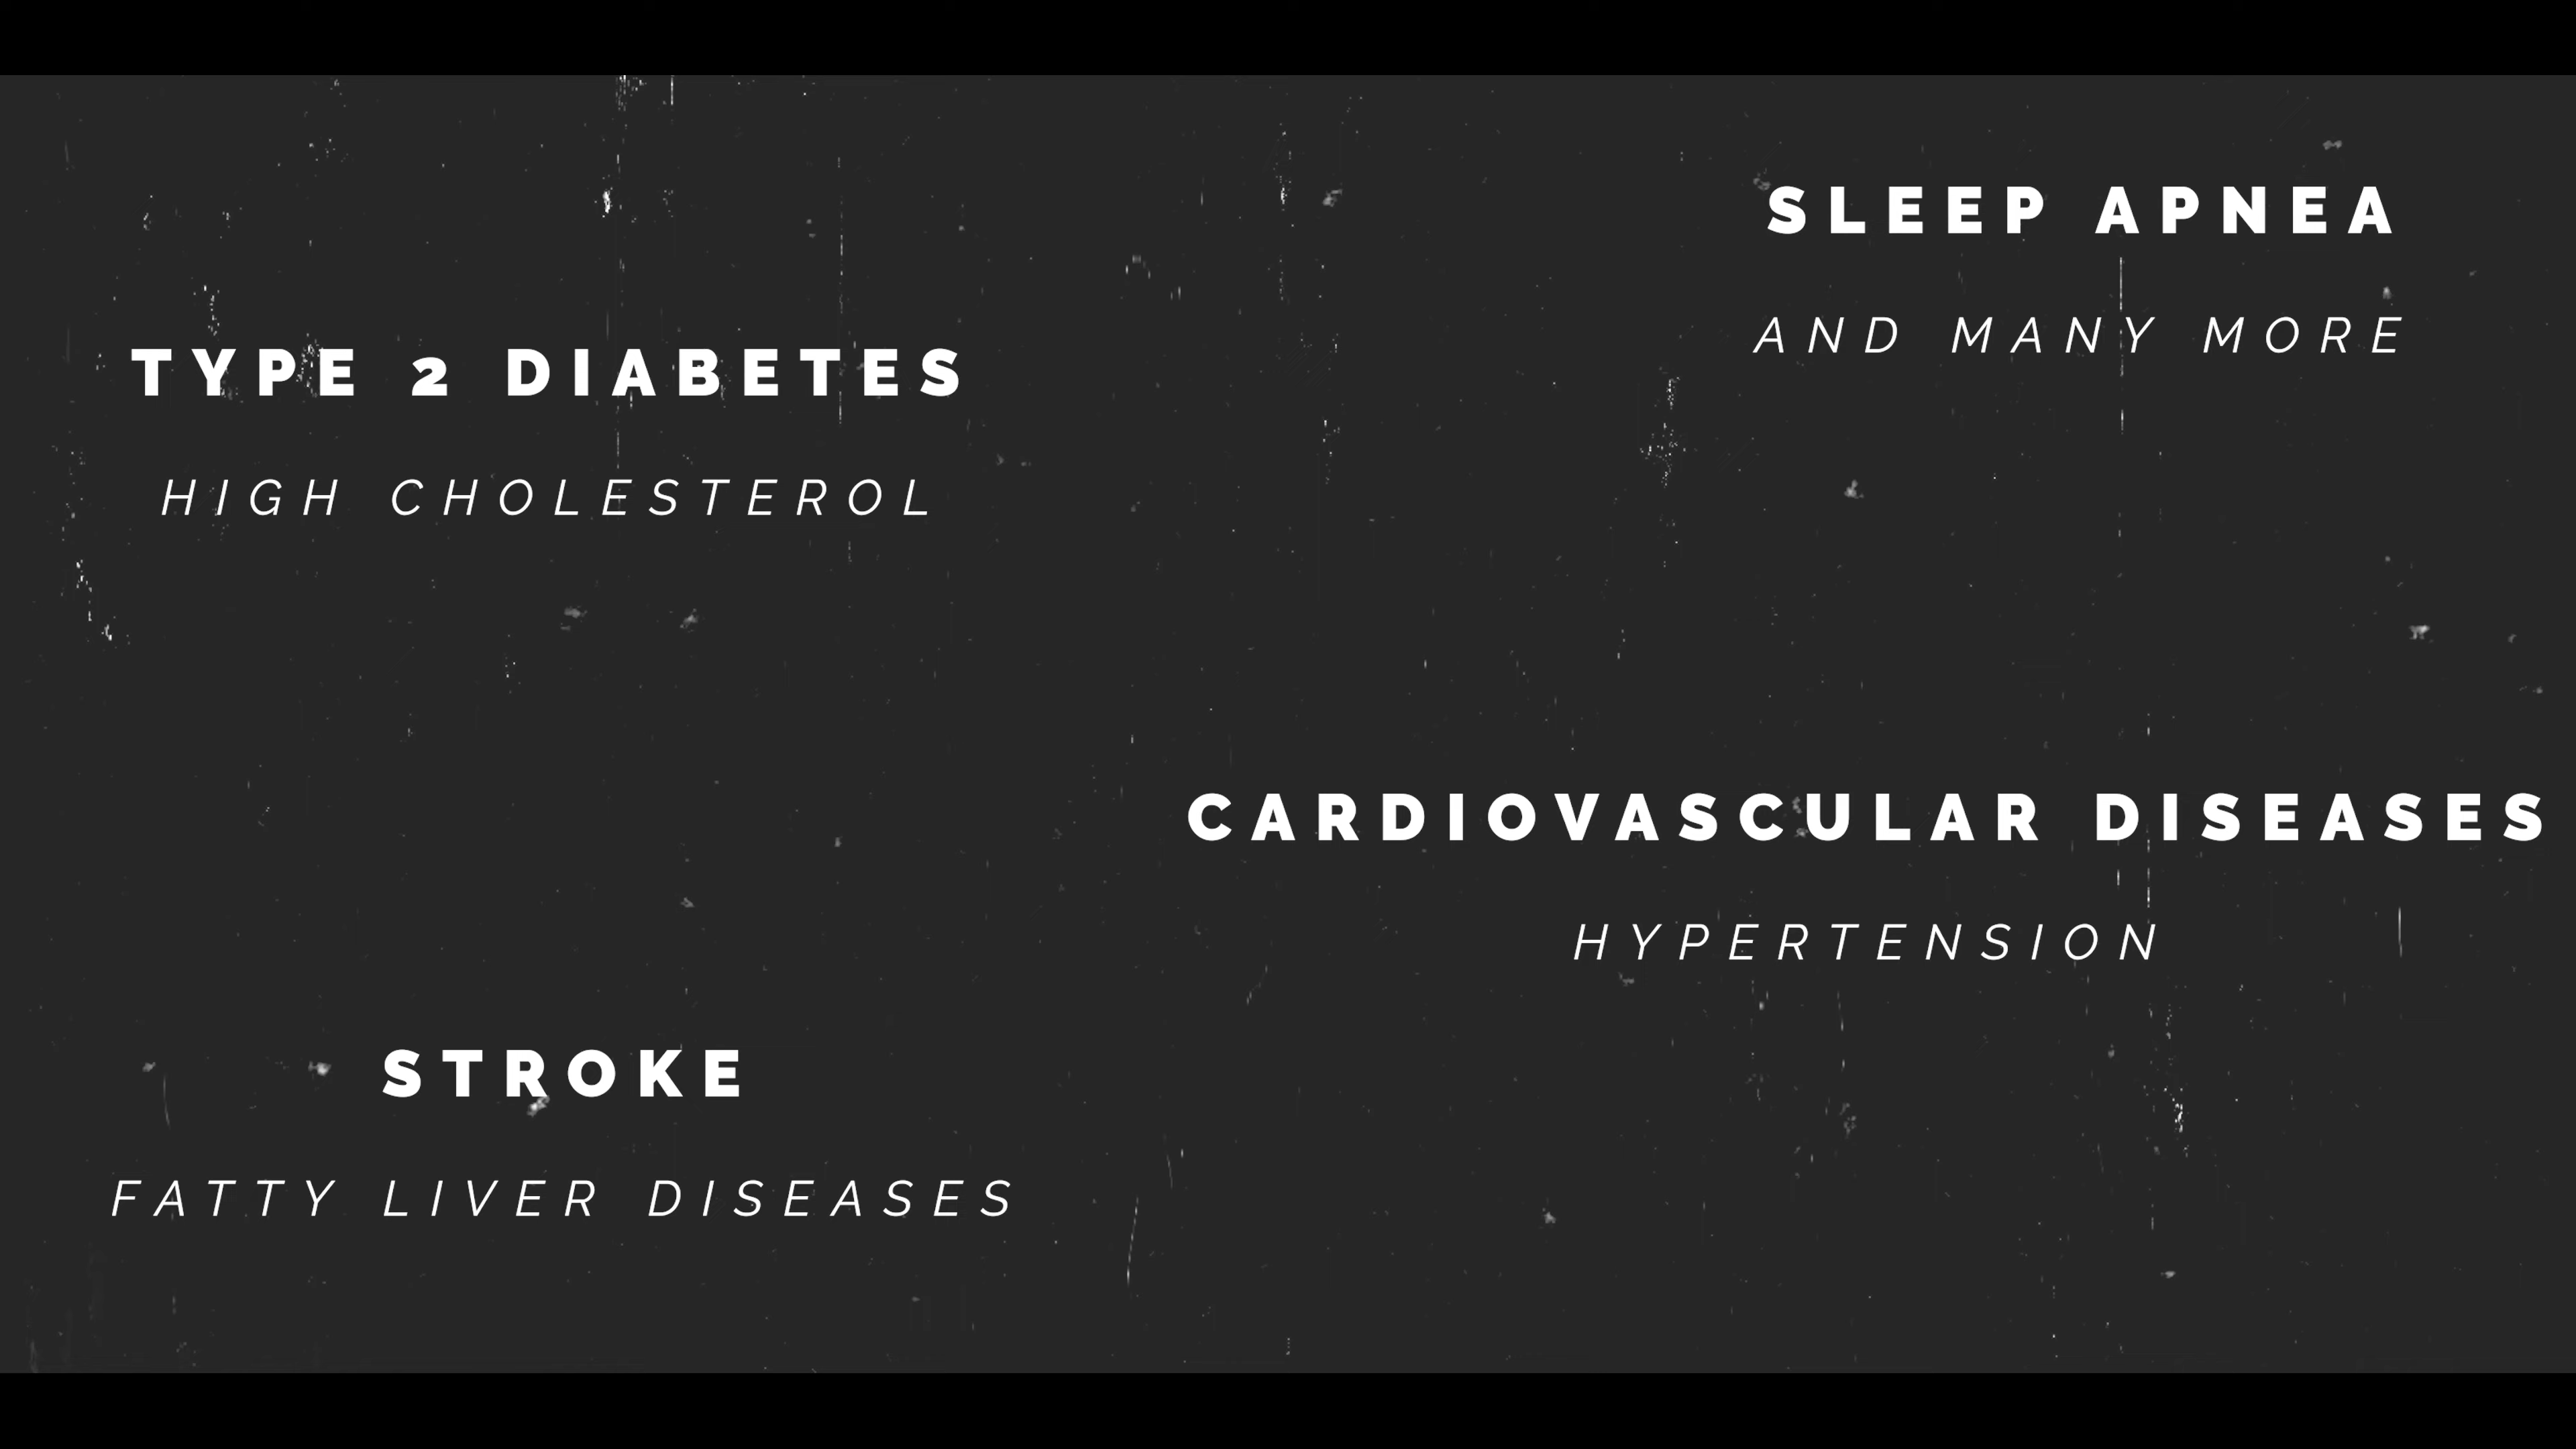 TYPE 2 DIABETES
HIGH CHOLESTEROL
SLEEP APNEA
AND MANY MORE
CARDIOVASCULAR DISEASES
HYPERTENSION
STROKE
FATTY LIVER DISEASES